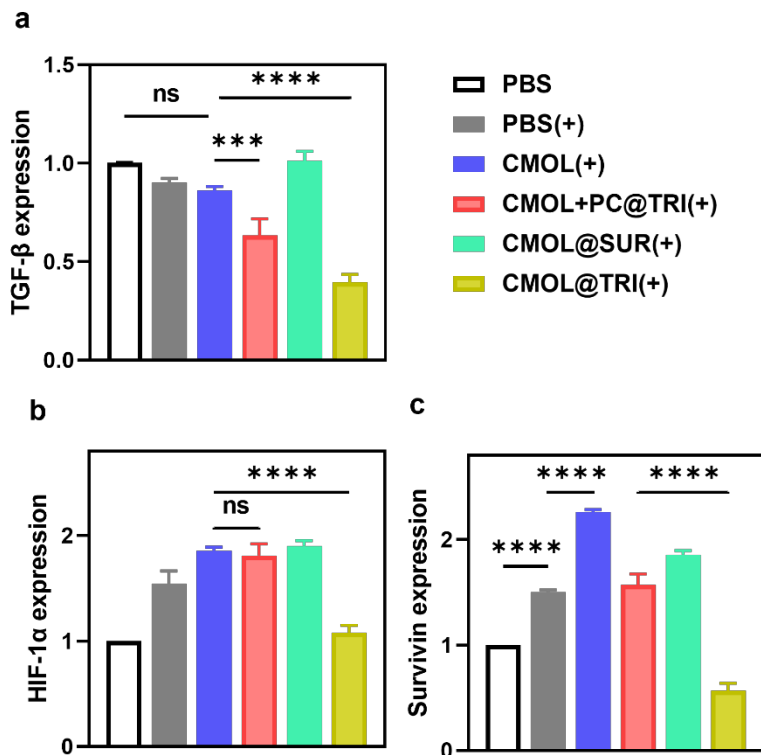 a
TGF-β expression
1.5
1.0
0.5
0.0
ns
***
****
PBS
PBS(+)
CMOL(+)
CMOL+PC@TRI(+)
CMOL@SUR(+)
CMOL@TRI(+)
b
HIF-1α expression
2
1
0
****
ns
c
Survivin expression
2
1
0
****
****
****